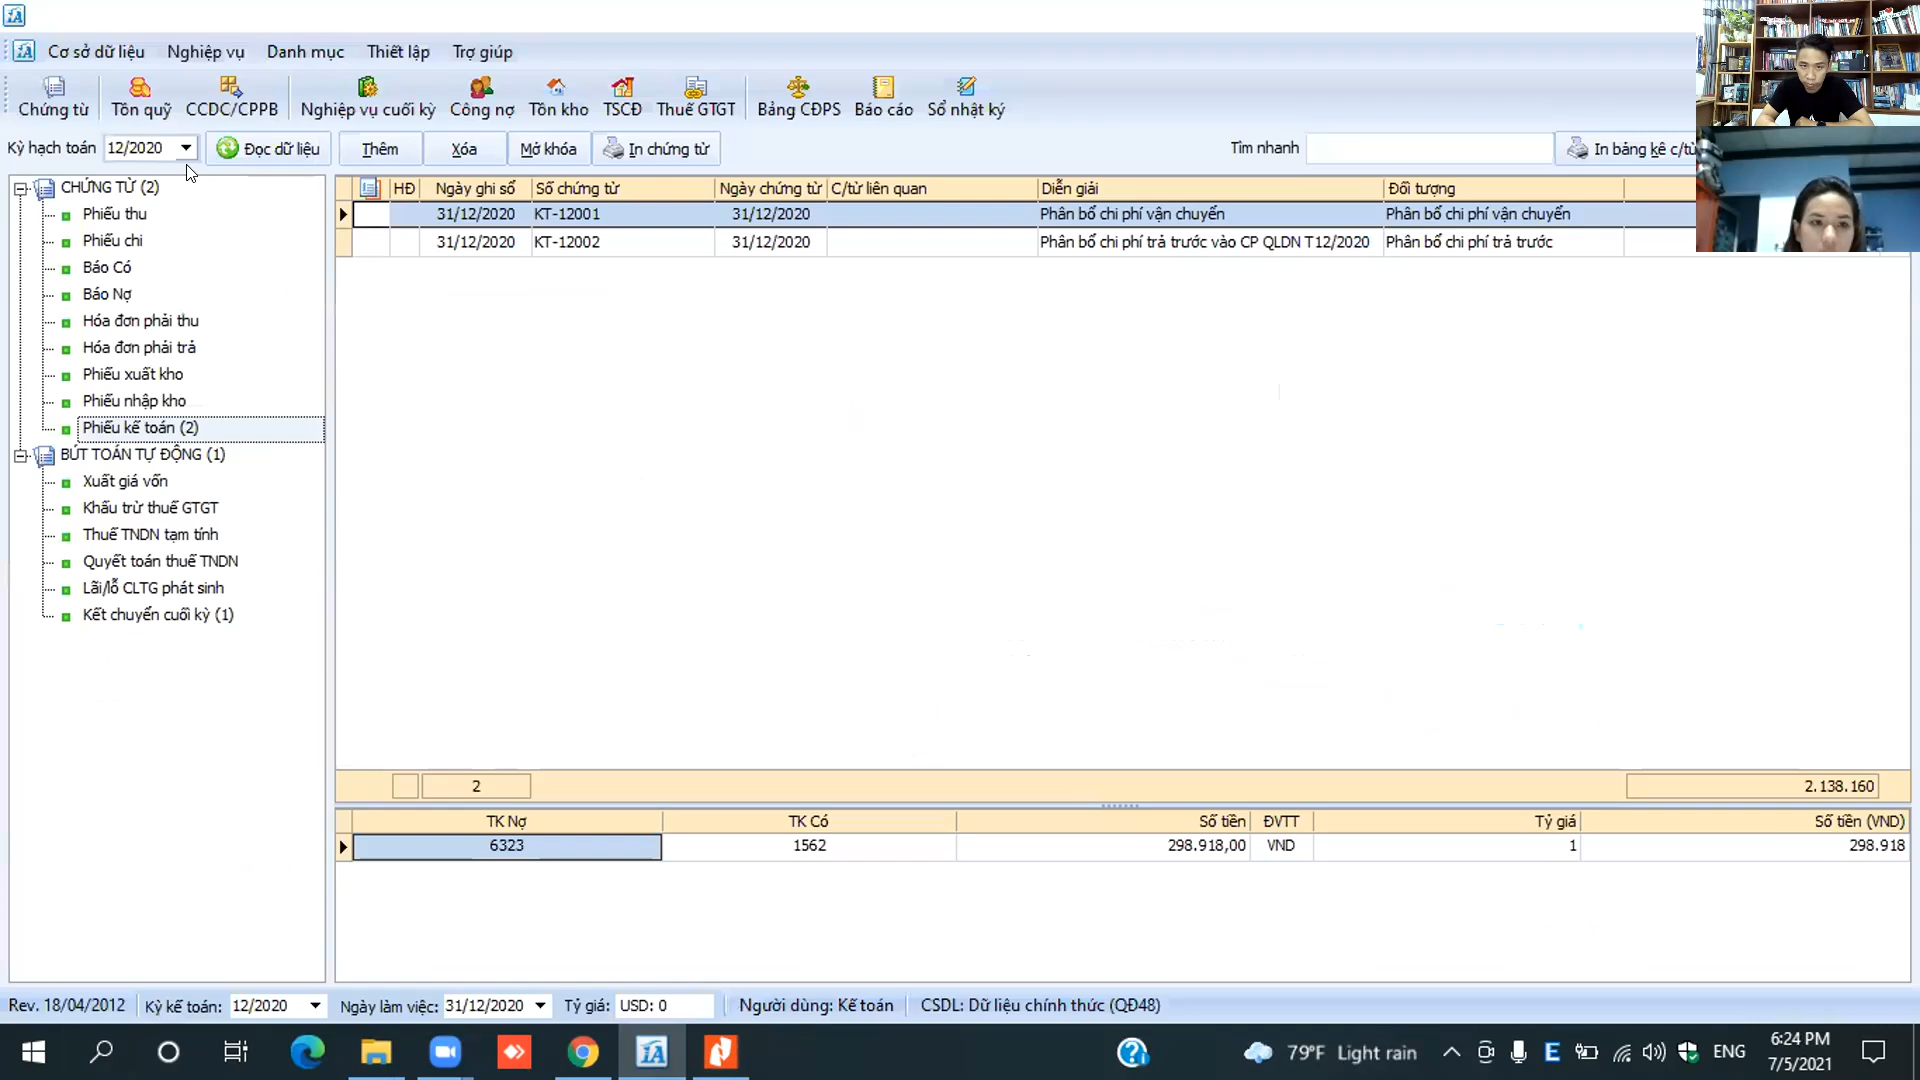 Cơ sở dữ liệu Nghiệp vụ Danh mục Thiết lập Trợ giúp
Chứng từ Tồn quỹ CCDC/CPPB Nghiệp vụ cuối kỳ Công nợ Tồn kho TSCĐ Thuế GTGT Bảng CĐPS Báo cáo Sổ nhật ký
Kỳ hạch toán 12/2020 Đọc dữ liệu Thêm Xóa Mở khóa In chứng từ Tìm nhanh In bảng kê c/từ
CHỨNG TỪ (2)
Phiếu thu
Phiếu chi
Báo Có
Báo Nợ
Hóa đơn phải thu
Hóa đơn phải trả
Phiếu xuất kho
Phiếu nhập kho
Phiếu kế toán (2)
BÚT TOÁN TỰ ĐỘNG (1)
Xuất giá vốn
Khấu trừ thuế GTGT
Thuế TNDN tạm tính
Quyết toán thuế TNDN
Lãi/lỗ CLTG phát sinh
Kết chuyển cuối kỳ (1)
HĐ Ngày ghi sổ Số chứng từ Ngày chứng từ C/từ liên quan Diễn giải Đối tượng
31/12/2020 KT-12001 31/12/2020 Phân bổ chi phí vận chuyển Phân bổ chi phí vận chuyển
31/12/2020 KT-12002 31/12/2020 Phân bổ chi phí trả trước vào CP QLDN T12/2020 Phân bổ chi phí trả trước
2 2.138.160
TK Nợ TK Có Số tiền ĐVTT Tỷ giá Số tiền (VND)
6323 1562 298.918,00 VND 1 298.918
Rev. 18/04/2012 Kỳ kế toán: 12/2020 Ngày làm việc: 31/12/2020 Tỷ giá: USD: 0 Người dùng: Kế toán CSDL: Dữ liệu chính thức (QĐ48)
79°F Light rain ENG 6:24 PM
7/5/2021